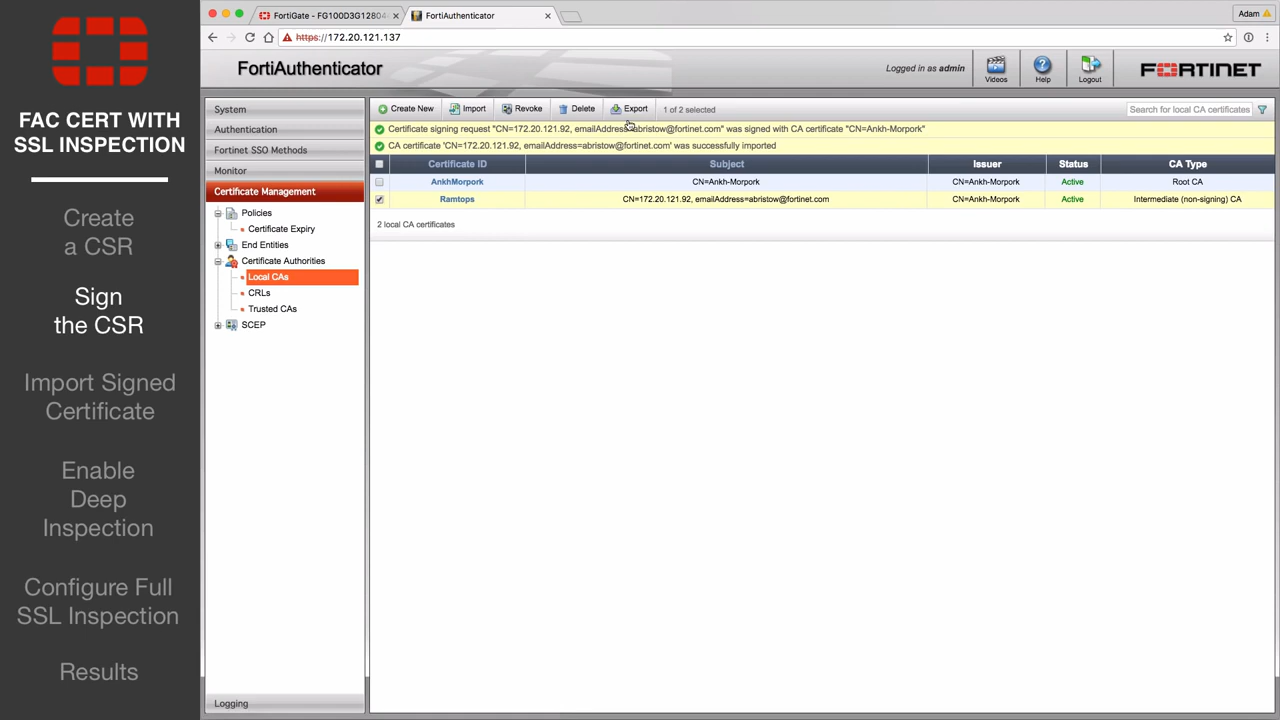 FAC CERT WITH
SSL INSPECTION
Create
a CSR
Sign
the CSR
Import Signed
Certificate
Enable
Deep
Inspection
Configure Full
SSL Inspection
Results
FortiGate - FG100D3G12804
FortiAuthenticator
Adam
https://172.20.121.137
FortiAuthenticator
Logged in as admin
Videos
Help
Logout
FORTINET
System
Authentication
Fortinet SSO Methods
Monitor
Certificate Management
Policies
Certificate Expiry
End Entities
Certificate Authorities
Local CAs
CRLs
Trusted CAs
SCEP
Logging
Create New Import Revoke Delete Export 1 of 2 selected Search for local CA certificates
Certificate signing request "CN=172.20.121.92, emailAddress=abristow@fortinet.com" was signed with CA certificate "CN=Ankh-Morpork"
CA certificate 'CN=172.20.121.92, emailAddress=abristow@fortinet.com' was successfully imported
Certificate ID Subject Issuer Status CA Type
AnkhMorpork CN=Ankh-Morpork CN=Ankh-Morpork Active Root CA
Ramtops CN=172.20.121.92, emailAddress=abristow@fortinet.com CN=Ankh-Morpork Active Intermediate (non-signing) CA
2 local CA certificates